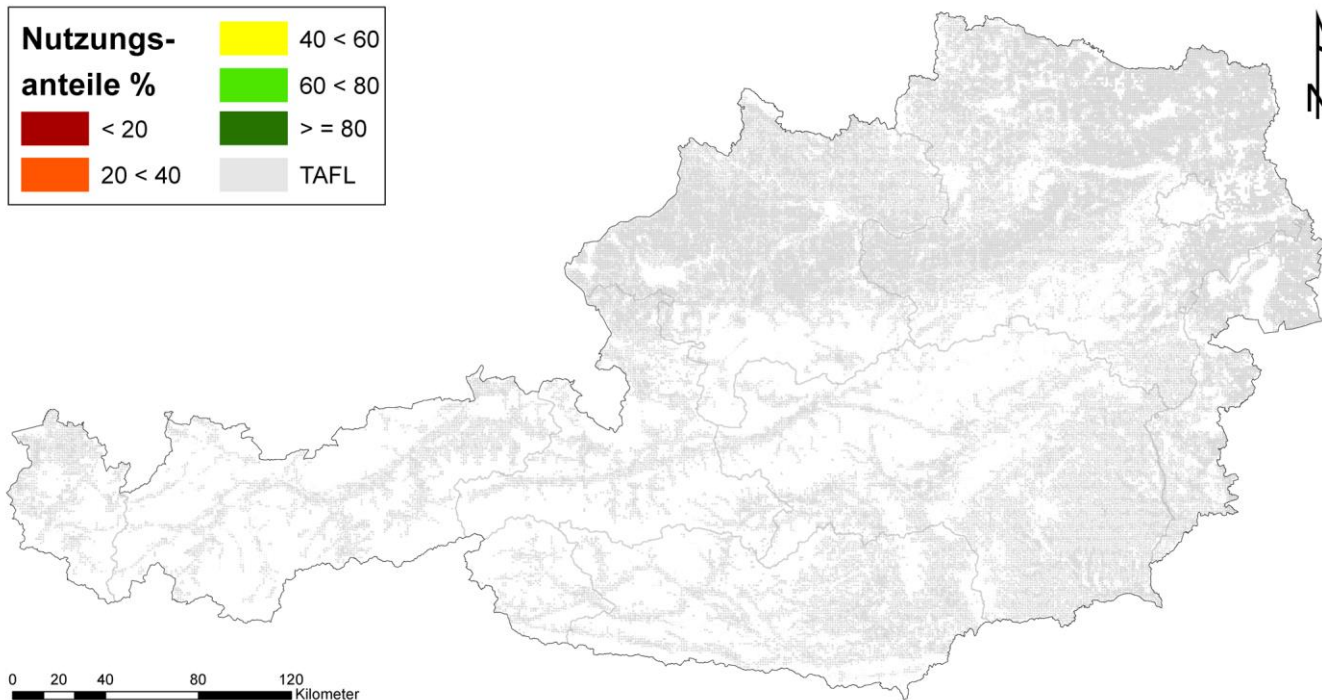 Nutzungs-
anteile %
< 20
20 < 40
40 < 60
60 < 80
> = 80
TAFL
N
0 20 40 80 120
Kilometer